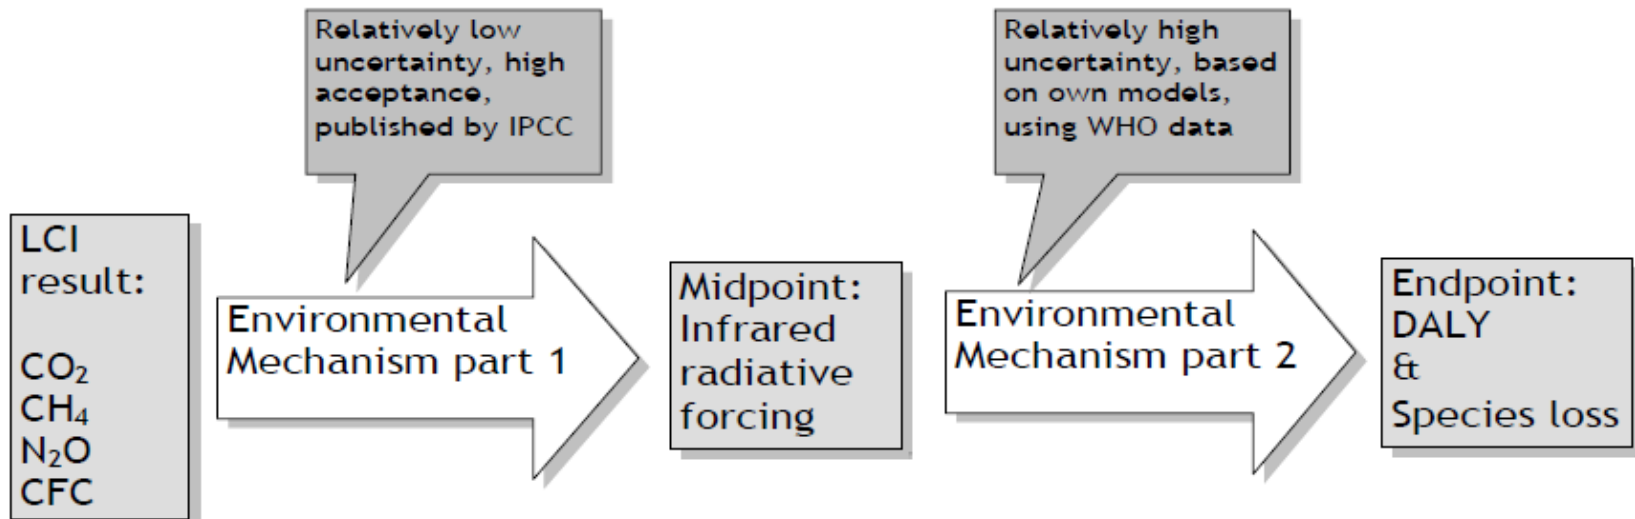 Relatively low
uncertainty, high
acceptance,
published by IPCC
Relatively high
uncertainty, based
on own models,
using WHO data
LCI
result:
CO₂
CH₄
N₂O
CFC
Environmental
Mechanism part 1
Midpoint:
Infrared
radiative
forcing
Environmental
Mechanism part 2
Endpoint:
DALY
&
Species loss